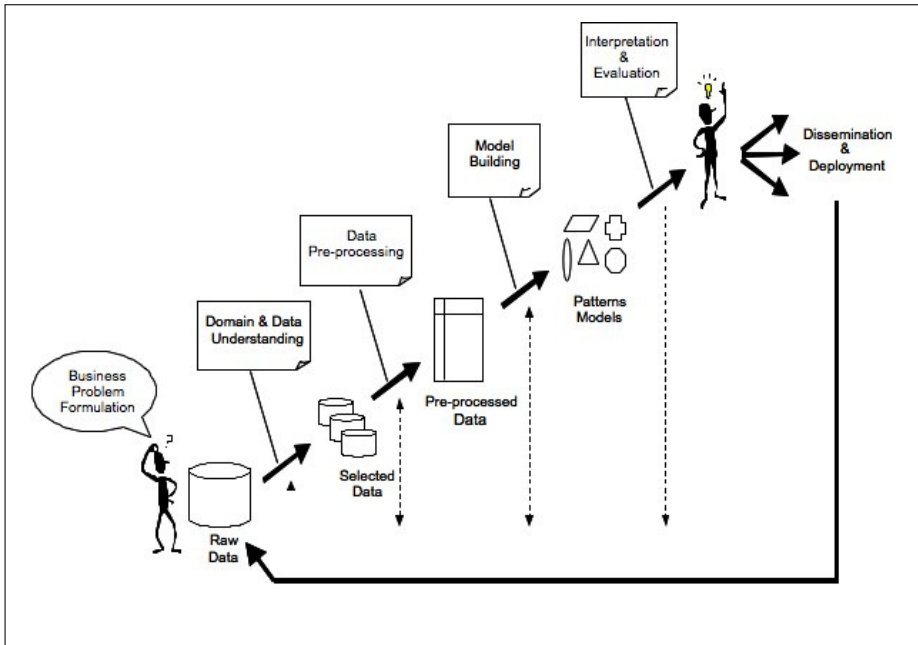 Interpretation
&
Evaluation
Dissemination
&
Deployment
Model
Building
Data
Pre-processing
Patterns
Models
Domain & Data
Understanding
Business
Problem
Formulation
Pre-processed
Data
?
Selected
Data
Raw
Data